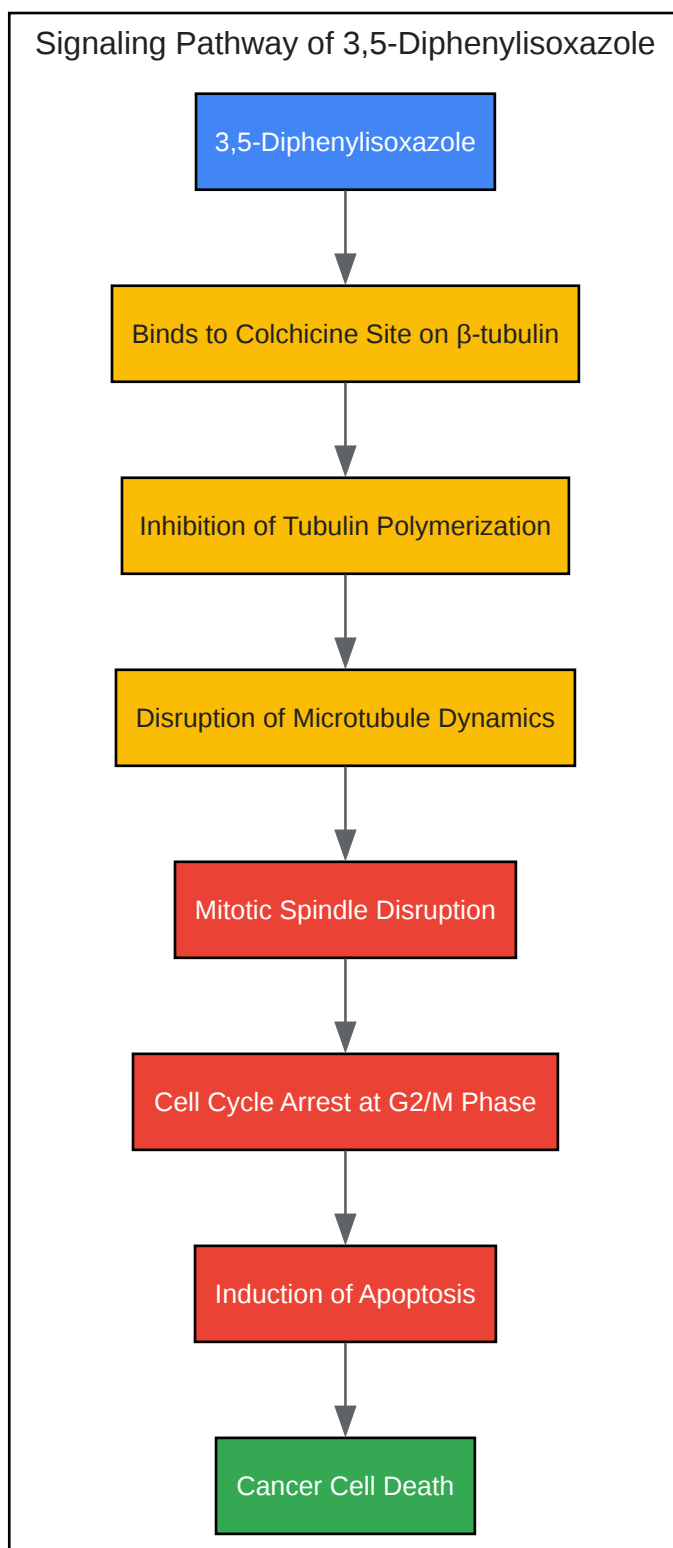 Signaling Pathway of 3,5-Diphenylisoxazole
3,5-Diphenylisoxazole
Binds to Colchicine Site on β-tubulin
Inhibition of Tubulin Polymerization
Disruption of Microtubule Dynamics
Mitotic Spindle Disruption
Cell Cycle Arrest at G2/M Phase
Induction of Apoptosis
Cancer Cell Death